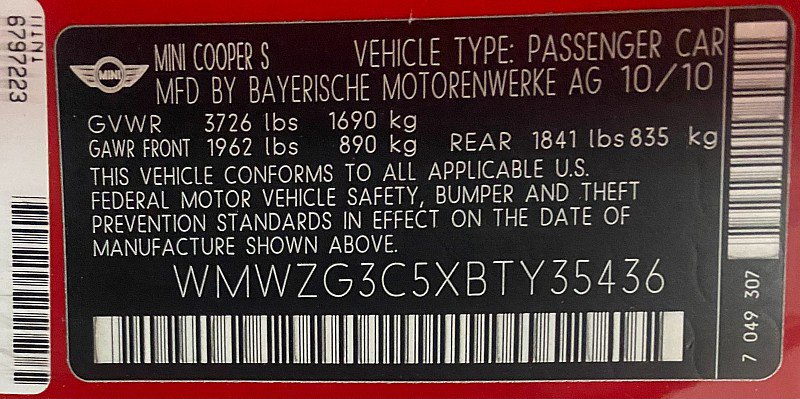 MINI
6797223
MINI
MINI COOPER S VEHICLE TYPE: PASSENGER CAR
MFD BY BAYERISCHE MOTORENWERKE AG 10/10
GVWR 3726 lbs 1690 kg
GAWR FRONT 1962 lbs 890 kg REAR 1841 lbs 835 kg
THIS VEHICLE CONFORMS TO ALL APPLICABLE U.S.
FEDERAL MOTOR VEHICLE SAFETY, BUMPER AND THEFT
PREVENTION STANDARDS IN EFFECT ON THE DATE OF
MANUFACTURE SHOWN ABOVE.
WMWZG3C5XBTY35436
7 049 307